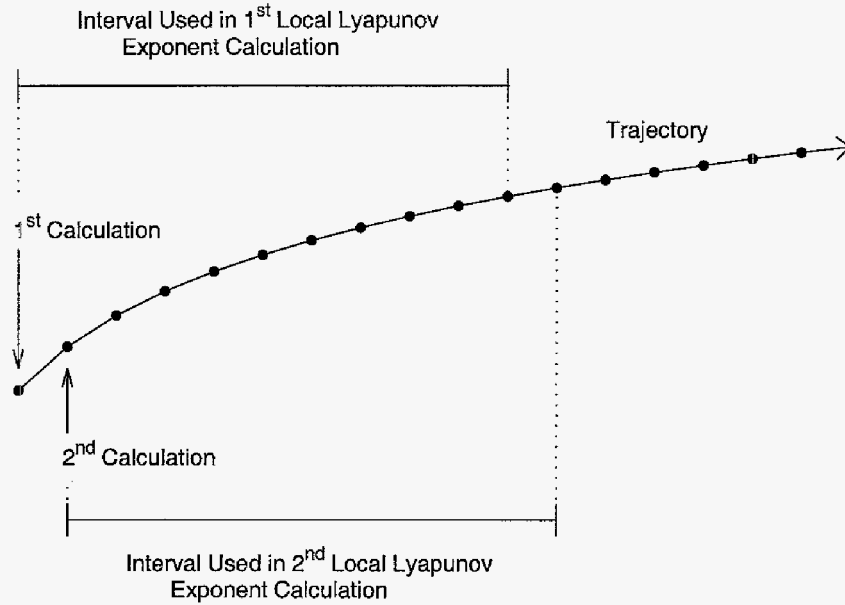 Interval Used in 1st Local Lyapunov
Exponent Calculation
Trajectory
1st Calculation
2nd Calculation
Interval Used in 2nd Local Lyapunov
Exponent Calculation